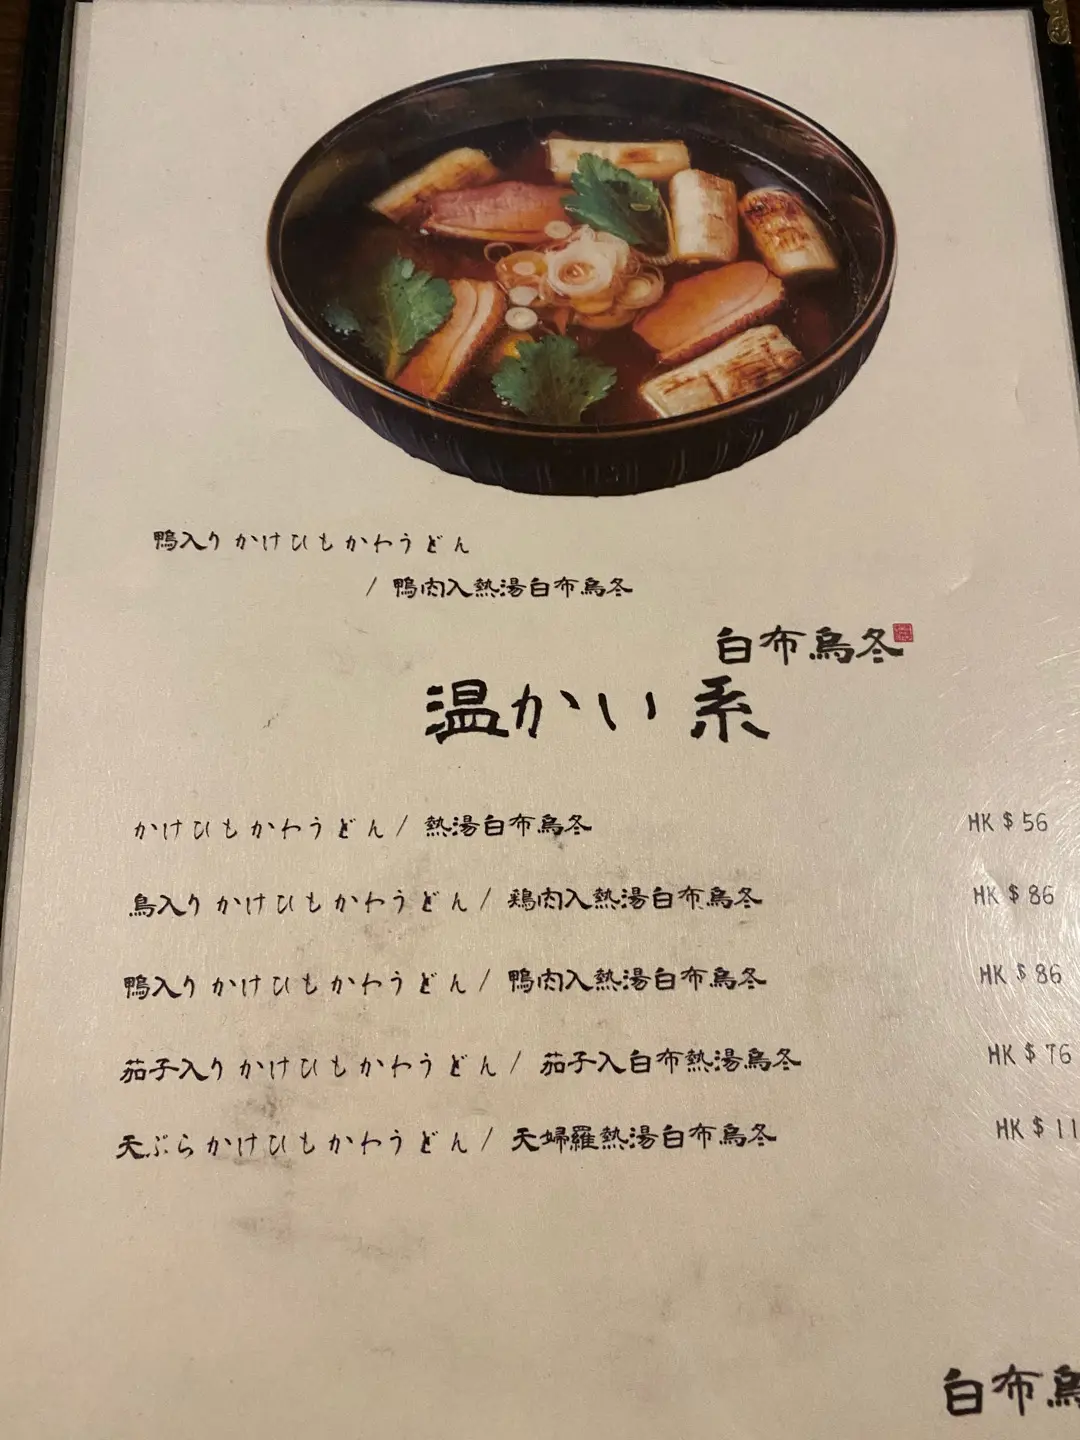 鴨入り かけひもかわうどん
/ 鴨肉入熱湯白布烏冬
白布烏冬
温かい 系
かけひもかわうどん / 熱湯白布烏冬 HK $ 56
鳥入り かけひもかわうどん / 鶏肉入熱湯白布烏冬 HK $ 86
鴨入り かけひもかわうどん / 鴨肉入熱湯白布烏冬 HK $ 86
茄子入り かけひもかわうどん / 茄子入白布熱湯烏冬 HK $ 76
天ぷら かけひもかわうどん / 天婦羅熱湯白布烏冬 HK $ 11
白布烏